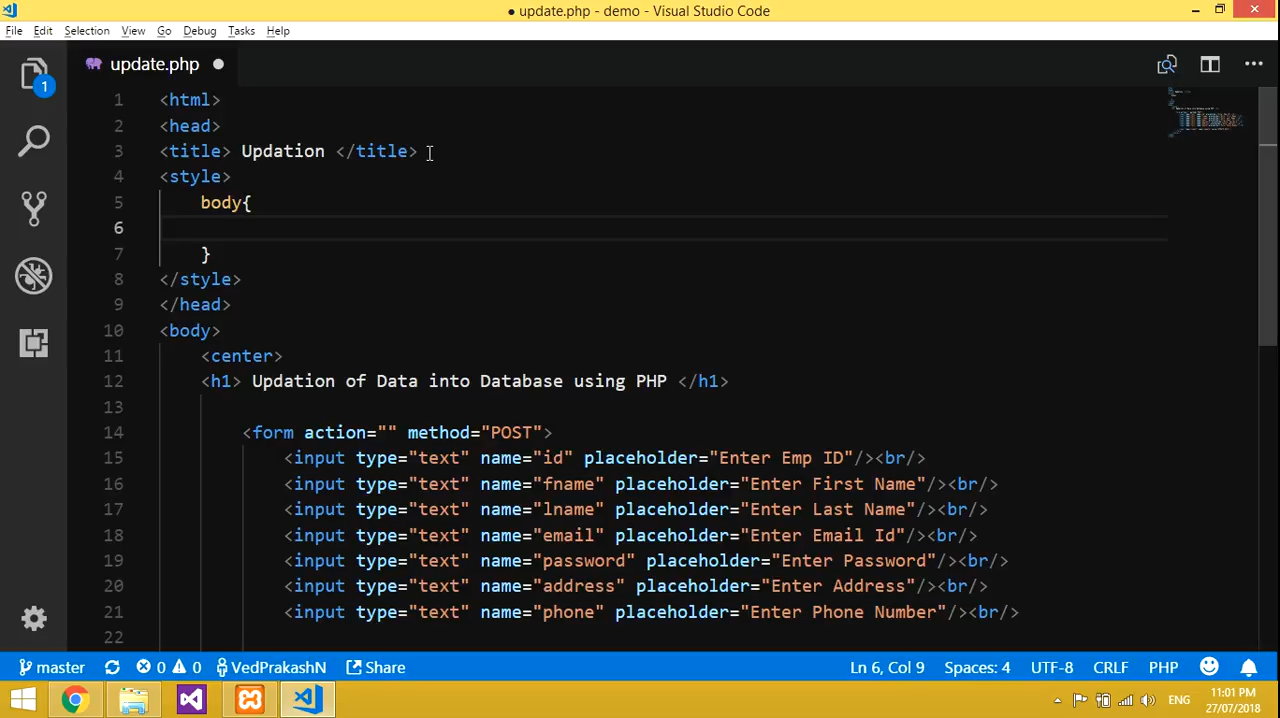 ● update.php - demo - Visual Studio Code
File Edit Selection View Go Debug Tasks Help
update.php ●
1
1 <html>
2 <head>
3 <title> Updation </title>
4 <style>
5 body{
6
7 }
8 </style>
9 </head>
10 <body>
11 <center>
12 <h1> Updation of Data into Database using PHP </h1>
13
14 <form action="" method="POST">
15 <input type="text" name="id" placeholder="Enter Emp ID"/><br/>
16 <input type="text" name="fname" placeholder="Enter First Name"/><br/>
17 <input type="text" name="lname" placeholder="Enter Last Name"/><br/>
18 <input type="text" name="email" placeholder="Enter Email Id"/><br/>
19 <input type="text" name="password" placeholder="Enter Password"/><br/>
20 <input type="text" name="address" placeholder="Enter Address"/><br/>
21 <input type="text" name="phone" placeholder="Enter Phone Number"/><br/>
22
master 0 0 VedPrakashN Share Ln 6, Col 9 Spaces: 4 UTF-8 CRLF PHP
ENG 11:01 PM
27/07/2018